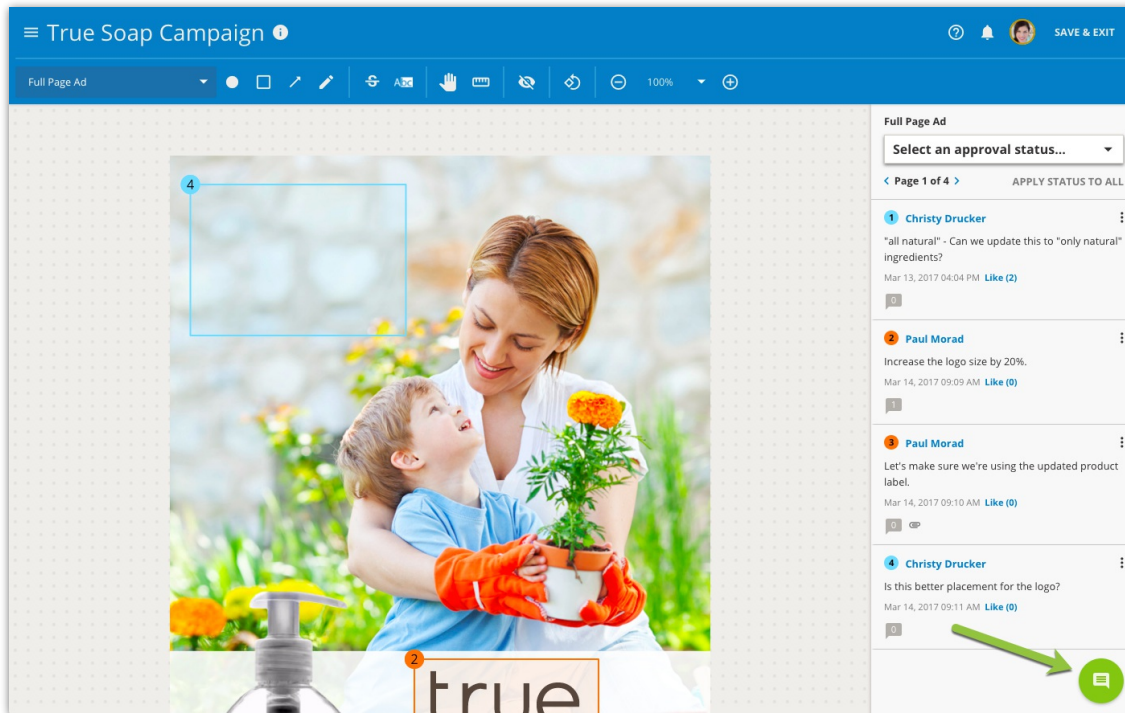 True Soap Campaign
SAVE & EXIT
Full Page Ad
100%
Full Page Ad
Select an approval status...
Page 1 of 4
APPLY STATUS TO ALL
1 Christy Drucker
"all natural" - Can we update this to "only natural"
ingredients?
Mar 13, 2017 04:04 PM Like (2)
0
2 Paul Morad
Increase the logo size by 20%.
Mar 14, 2017 09:09 AM Like (0)
1
3 Paul Morad
Let's make sure we're using the updated product
label.
Mar 14, 2017 09:10 AM Like (0)
0
4 Christy Drucker
Is this better placement for the logo?
Mar 14, 2017 09:11 AM Like (0)
0
4
2
true